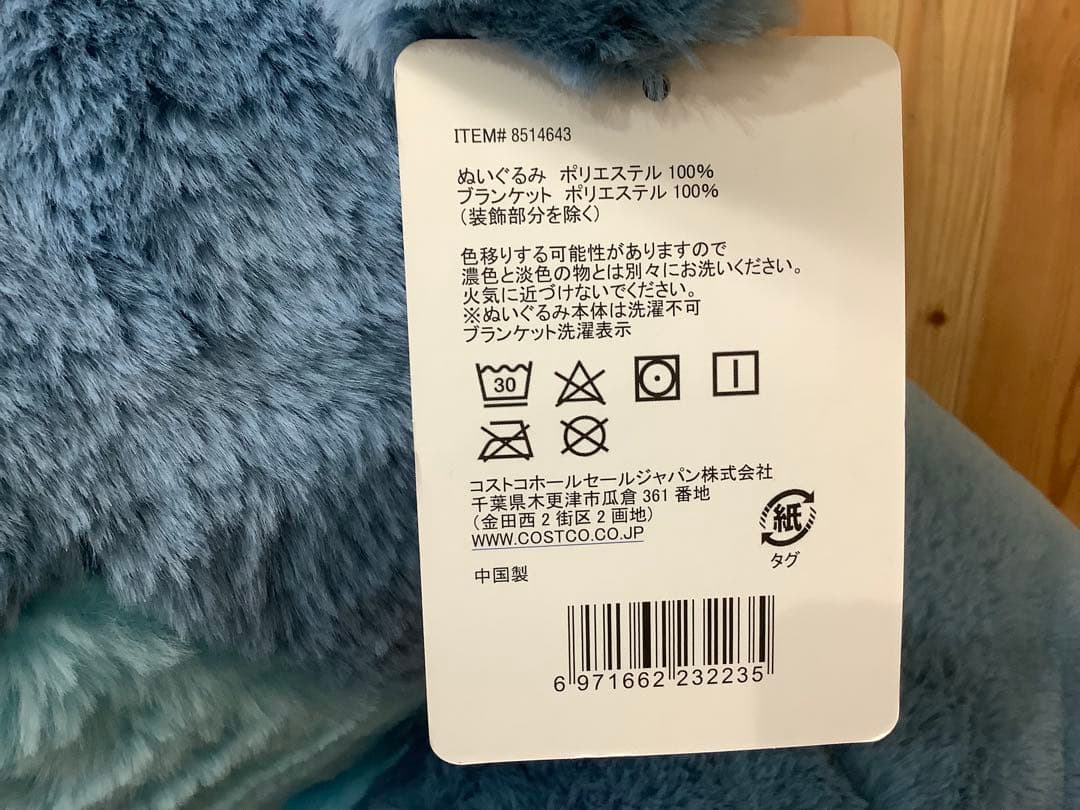 ITEM# 8514643
ぬいぐるみ ポリエステル 100%
ブランケット ポリエステル 100%
（装飾部分を除く）
色移りする可能性がありますので
濃色と淡色の物とは別々にお洗いください。
火気に近づけないでください。
※ぬいぐるみ本体は洗濯不可
ブランケット洗濯表示
30
コストコホールセールジャパン株式会社
千葉県木更津市瓜倉 361 番地
（金田西 2 街区 2 画地）
WWW.COSTCO.CO.JP
紙
タグ
中国製
6 971662 232235